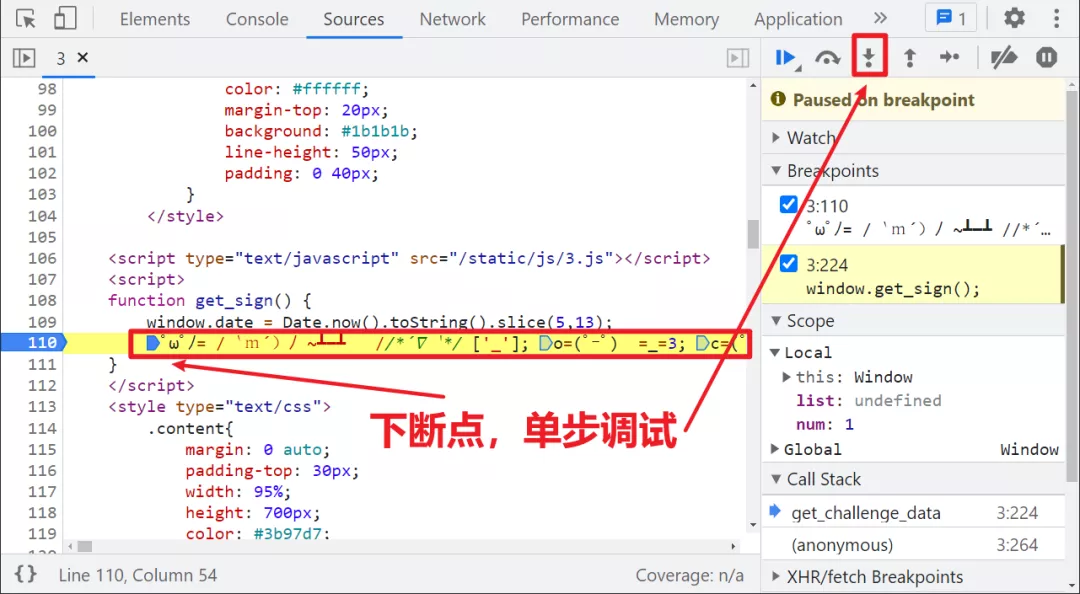 Elements Console Sources Network Performance Memory Application 1
3
98 color: #ffffff;
99 margin-top: 20px;
100 background: #1b1b1b;
101 line-height: 50px;
102 padding: 0 40px;
103 }
104 </style>
105
106 <script type="text/javascript" src="/static/js/3.js"></script>
107 <script>
108 function get_sign() {
109 window.date = Date.now().toString().slice(5,13);
110 ﾟωﾟﾉ= /｀ｍ´）ﾉ ~┻━┻ //*´∇｀*/ ['_']; o=(ﾟｰﾟ) =_=3; c=(ﾟ
111 }
112 </script>
113 <style type="text/css">
114 .content{
115 margin: 0 auto;
116 padding-top: 30px;
117 width: 95%;
118 height: 700px;
119 color: #3b97d7;
下断点，单步调试
{} Line 110, Column 54 Coverage: n/a
Paused on breakpoint
Watch
Breakpoints
3:110
ﾟωﾟﾉ= /｀ｍ´）ﾉ ~┻━┻ //*´…
3:224
window.get_sign();
Scope
Local
this: Window
list: undefined
num: 1
Global Window
Call Stack
get_challenge_data 3:224
(anonymous) 3:264
XHR/fetch Breakpoints